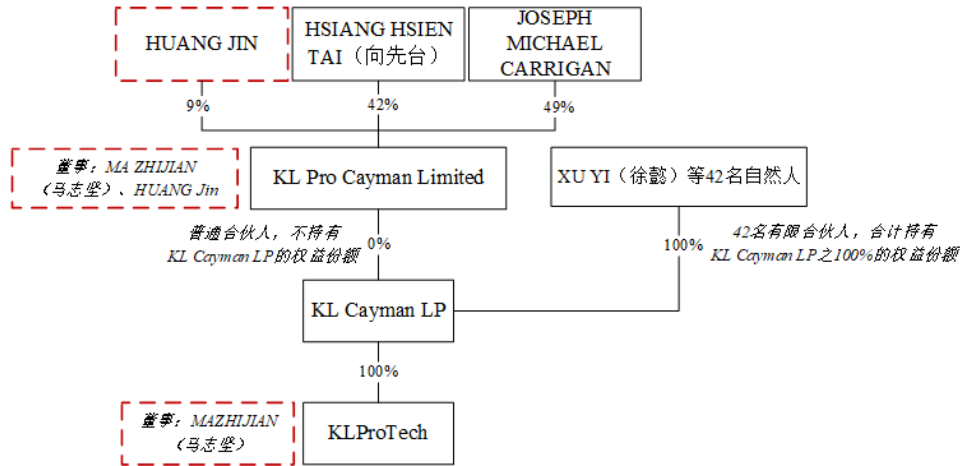 HUANG JIN
HSIANG HSIEN
TAI（向先台）
JOSEPH
MICHAEL
CARRIGAN
9%
42%
49%
董事：MA ZHIJIAN
（马志坚）、HUANG Jin
KL Pro Cayman Limited
XU YI（徐懿）等42名自然人
普通合伙人，不持有
KL Cayman LP的权益份额
0%
100%
42名有限合伙人，合计持有
KL Cayman LP之100%的权益份额
KL Cayman LP
100%
董事：MAZHIJIAN
（马志坚）
KLProTech